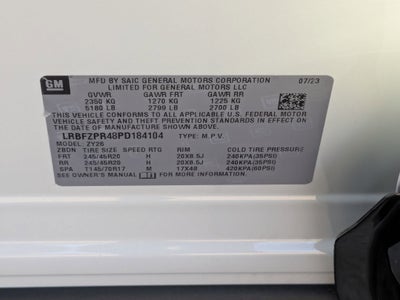 GM
MFD BY SAIC GENERAL MOTORS CORPORATION 07/23
LIMITED FOR GENERAL MOTORS LLC
GVWR GAWR FRT GAWR RR
2350 KG 1270 KG 1225 KG
5180 LB 2799 LB 2700 LB
THIS VEHICLE CONFORMS TO ALL APPLICABLE U.S. FEDERAL MOTOR
VEHICLE SAFETY, BUMPER, AND THEFT PREVENTION STANDARDS
IN EFFECT ON THE DATE OF MANUFACTURE SHOWN ABOVE.
LRBFZPR48PD184104 TYPE: M.P.V.
MODEL: ZY26
ZBDN TIRE SIZE SPEED RTG RIM COLD TIRE PRESSURE
FRT 245/45R20 H 20X8.5J 240KPA(35PSI)
RR 245/45R20 H 20X8.5J 240KPA(35PSI)
SPA T145/70R17 M 17X4B 420KPA(60PSI)
SEE OWNER'S MANUAL FOR ADDITIONAL INFORMATION.